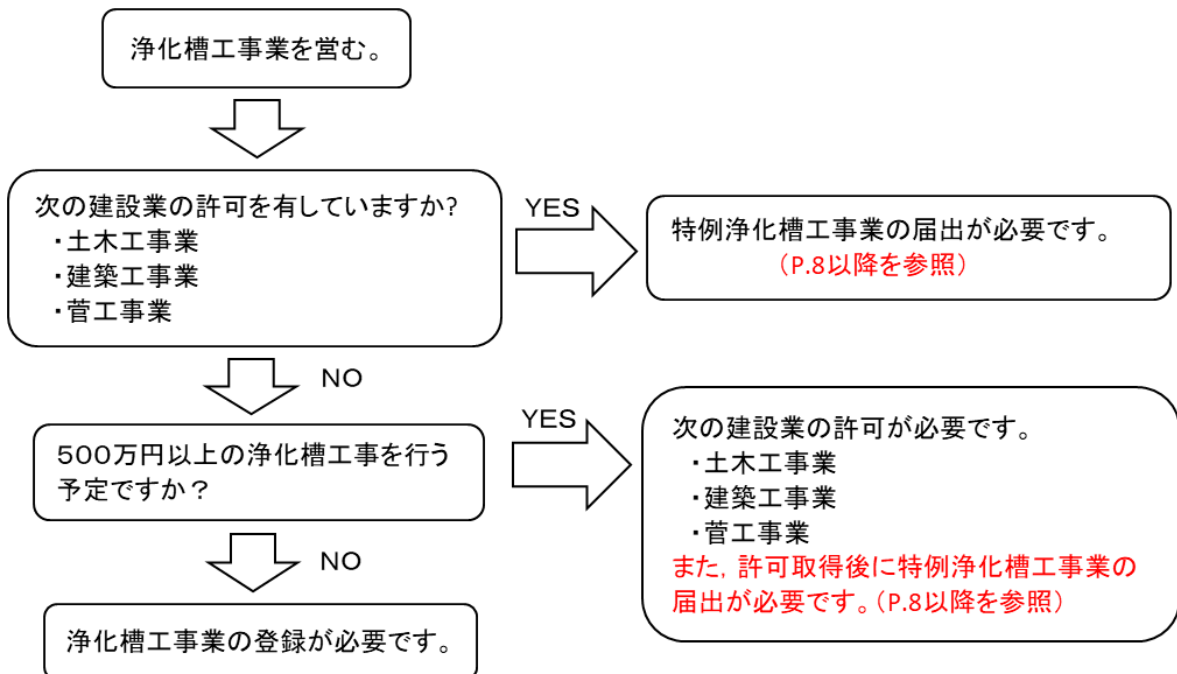 浄化槽工事業を営む。
次の建設業の許可を有していますか?
・土木工事業
・建築工事業
・菅工事業
YES
特例浄化槽工事業の届出が必要です。
（P.8以降を参照）
NO
500万円以上の浄化槽工事を行う
予定ですか？
YES
次の建設業の許可が必要です。
・土木工事業
・建築工事業
・菅工事業
また，許可取得後に特例浄化槽工事業の
届出が必要です。（P.8以降を参照）
NO
浄化槽工事業の登録が必要です。